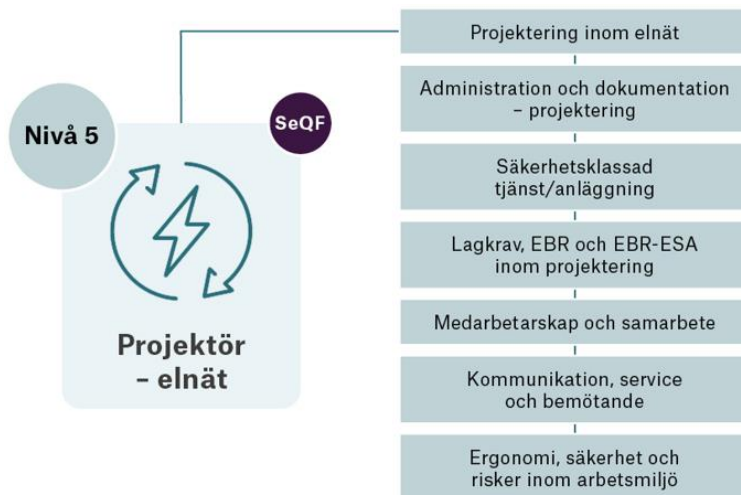 Nivå 5
SeQF
Projektör
– elnät
Projektering inom elnät
Administration och dokumentation
– projektering
Säkerhetsklassad
tjänst/anläggning
Lagkrav, EBR och EBR-ESA
inom projektering
Medarbetarskap och samarbete
Kommunikation, service
och bemötande
Ergonomi, säkerhet och
risker inom arbetsmiljö